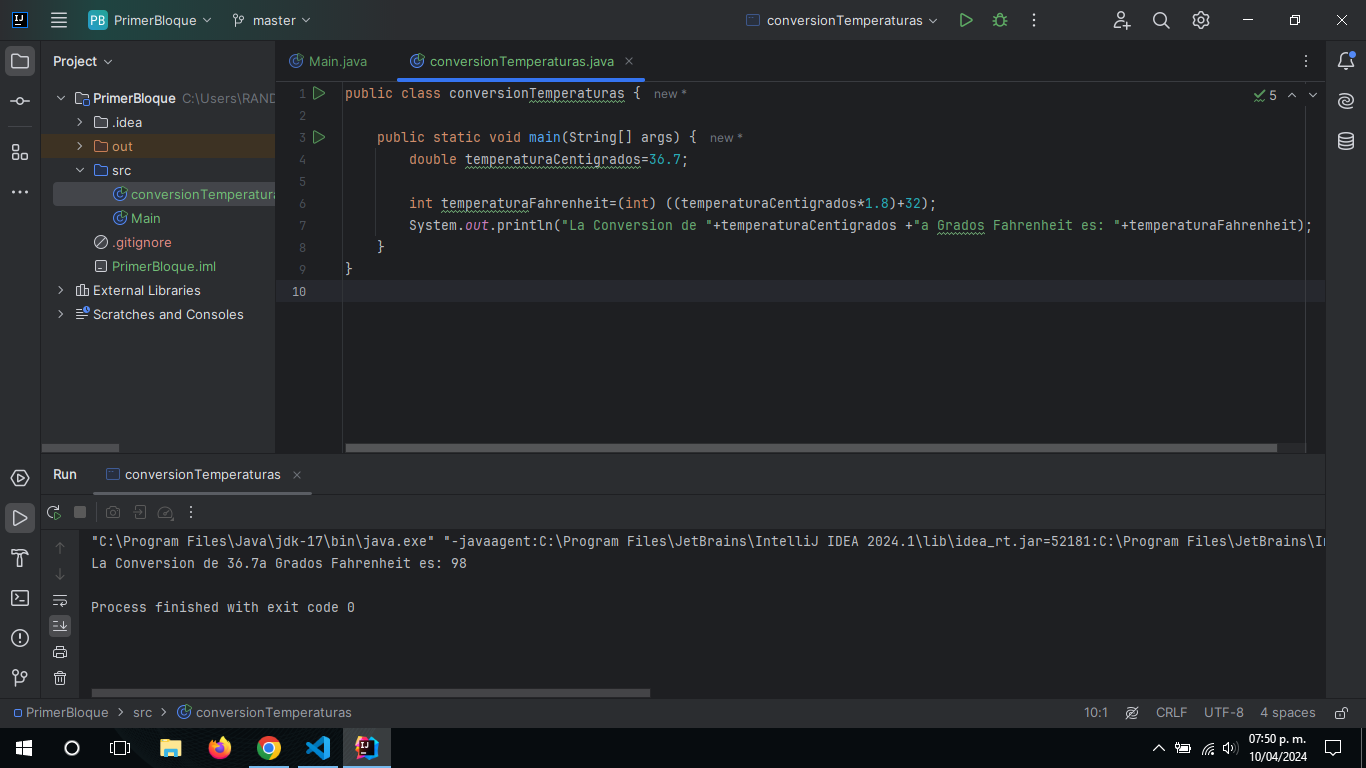 PB PrimerBloque master conversionTemperaturas
Project
Main.java conversionTemperaturas.java
PrimerBloque C:\Users\RAND
.idea
out
src
conversionTemperatura
Main
.gitignore
PrimerBloque.iml
External Libraries
Scratches and Consoles
5
1 public class conversionTemperaturas { new *
2
3 public static void main(String[] args) { new *
4 double temperaturaCentigrados=36.7;
5
6 int temperaturaFahrenheit=(int) ((temperaturaCentigrados*1.8)+32);
7 System.out.println("La Conversion de "+temperaturaCentigrados +"a Grados Fahrenheit es: "+temperaturaFahrenheit);
8 }
9 }
10
Run conversionTemperaturas
"C:\Program Files\Java\jdk-17\bin\java.exe" "-javaagent:C:\Program Files\JetBrains\IntelliJ IDEA 2024.1\lib\idea_rt.jar=52181:C:\Program Files\JetBrains\In
La Conversion de 36.7a Grados Fahrenheit es: 98
Process finished with exit code 0
PrimerBloque > src > conversionTemperaturas 10:1 CRLF UTF-8 4 spaces
07:50 p. m.
10/04/2024